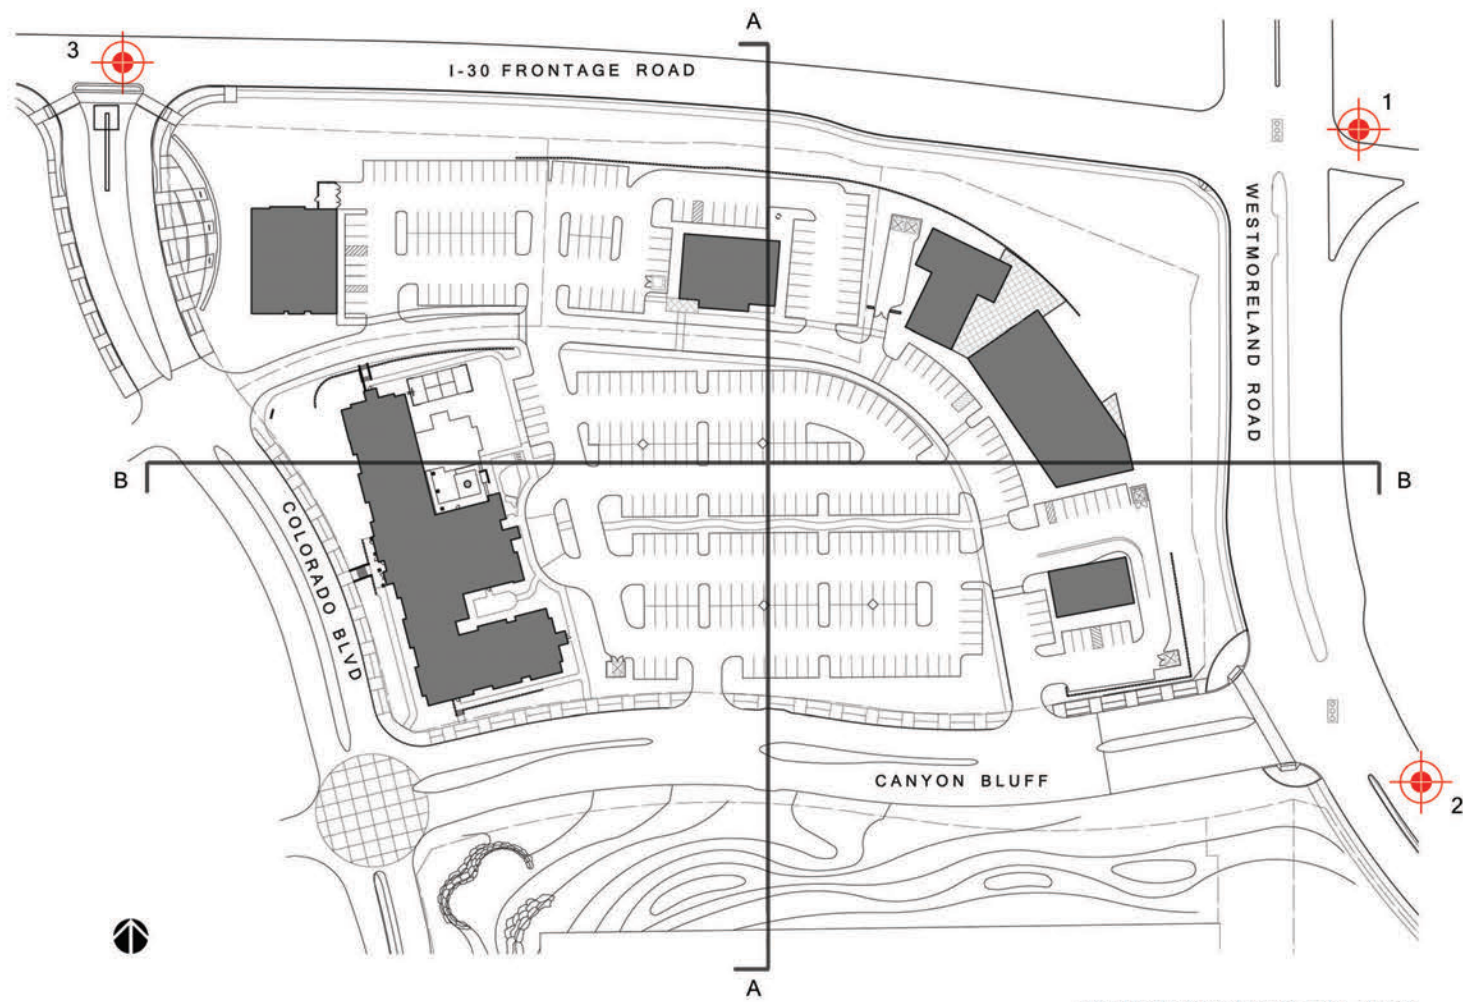 A
3
I-30 FRONTAGE ROAD
1
WESTMORELAND ROAD
B
B
COLORADO BLVD
CANYON BLUFF
2
A